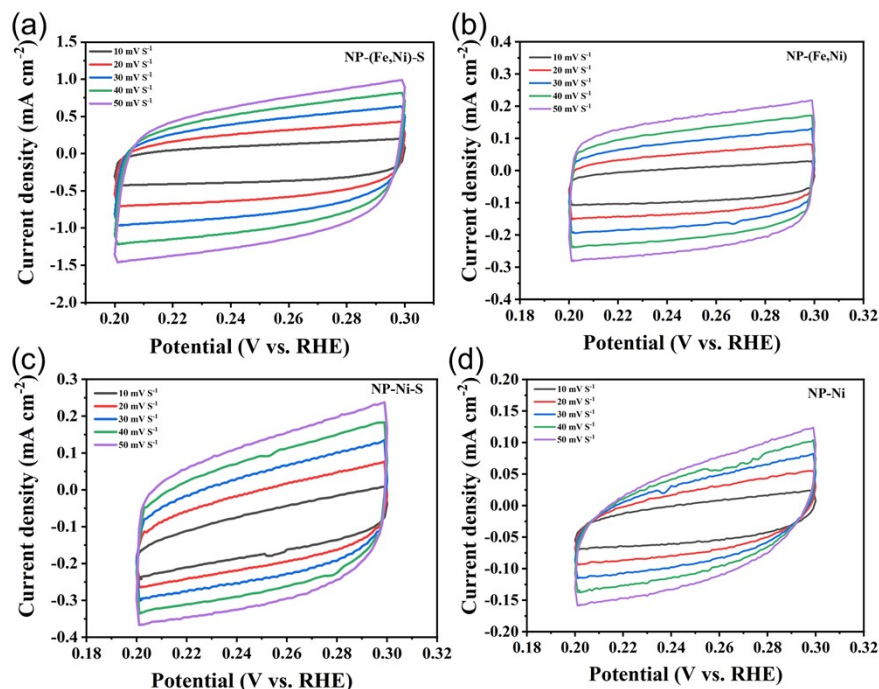 (a)
NP-(Fe,Ni)-S
10 mV S⁻¹
20 mV S⁻¹
30 mV S⁻¹
40 mV S⁻¹
50 mV S⁻¹
Current density (mA cm⁻²)
1.5
1.0
0.5
0.0
-0.5
-1.0
-1.5
-2.0
0.20 0.22 0.24 0.26 0.28 0.30
Potential (V vs. RHE)
(b)
NP-(Fe,Ni)
10 mV S⁻¹
20 mV S⁻¹
30 mV S⁻¹
40 mV S⁻¹
50 mV S⁻¹
Current density (mA cm⁻²)
0.4
0.3
0.2
0.1
0.0
-0.1
-0.2
-0.3
-0.4
0.18 0.20 0.22 0.24 0.26 0.28 0.30 0.32
Potential (V vs. RHE)
(c)
NP-Ni-S
10 mV S⁻¹
20 mV S⁻¹
30 mV S⁻¹
40 mV S⁻¹
50 mV S⁻¹
Current density (mA cm⁻²)
0.3
0.2
0.1
0.0
-0.1
-0.2
-0.3
-0.4
0.18 0.20 0.22 0.24 0.26 0.28 0.30 0.32
Potential (V vs. RHE)
(d)
NP-Ni
10 mV S⁻¹
20 mV S⁻¹
30 mV S⁻¹
40 mV S⁻¹
50 mV S⁻¹
Current density (mA cm⁻²)
0.20
0.15
0.10
0.05
0.00
-0.05
-0.10
-0.15
-0.20
0.18 0.20 0.22 0.24 0.26 0.28 0.30 0.32
Potential (V vs. RHE)